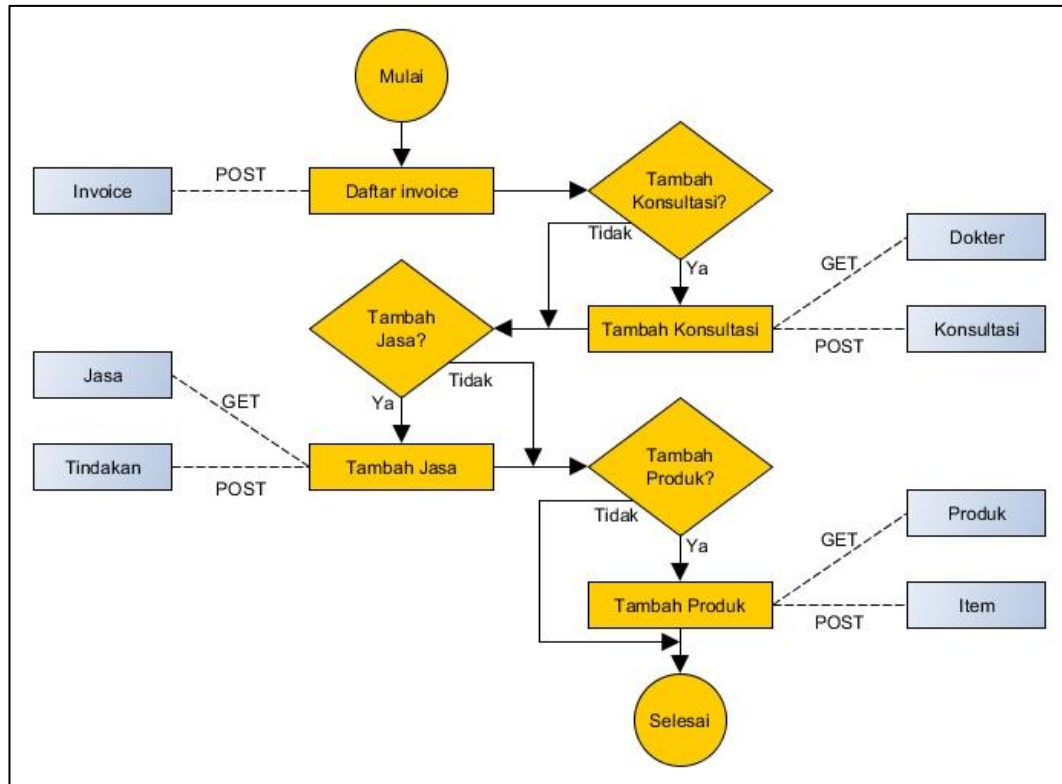 Mulai
Invoice
POST
Daftar invoice
Tambah
Konsultasi?
Tidak
Ya
Dokter
GET
Tambah
Jasa?
Tambah Konsultasi
Konsultasi
POST
Jasa
GET
Tidak
Ya
Tindakan
POST
Tambah Jasa
Tambah
Produk?
Tidak
Ya
Produk
GET
Tambah Produk
Item
POST
Selesai